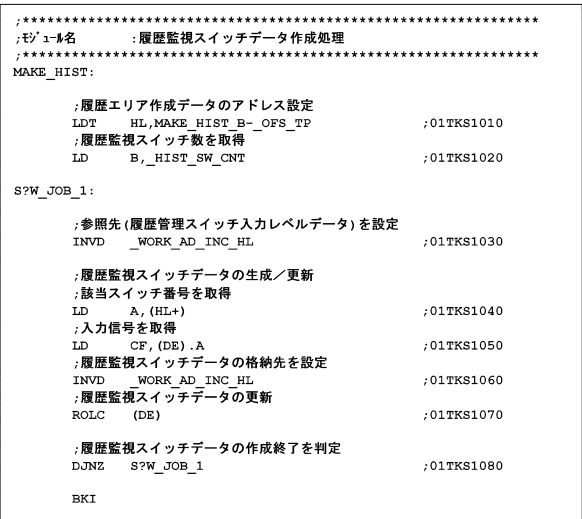 ;************************************************************
;ﾓｼﾞｭｰﾙ名 :履歴監視スイッチデータ作成処理
;************************************************************
MAKE_HIST:
;履歴エリア作成データのアドレス設定
LDT HL,MAKE_HIST_B-_OFS_TP ;01TKS1010
;履歴監視スイッチ数を取得
LD B,_HIST_SW_CNT ;01TKS1020
S?W_JOB_1:
;参照先(履歴管理スイッチ入力レベルデータ)を設定
INVD _WORK_AD_INC_HL ;01TKS1030
;履歴監視スイッチデータの生成／更新
;該当スイッチ番号を取得
LD A,(HL+) ;01TKS1040
;入力信号を取得
LD CF,(DE).A ;01TKS1050
;履歴監視スイッチデータの格納先を設定
INVD _WORK_AD_INC_HL ;01TKS1060
;履歴監視スイッチデータの更新
ROLC (DE) ;01TKS1070
;履歴監視スイッチデータの作成終了を判定
DJNZ S?W_JOB_1 ;01TKS1080
BKI